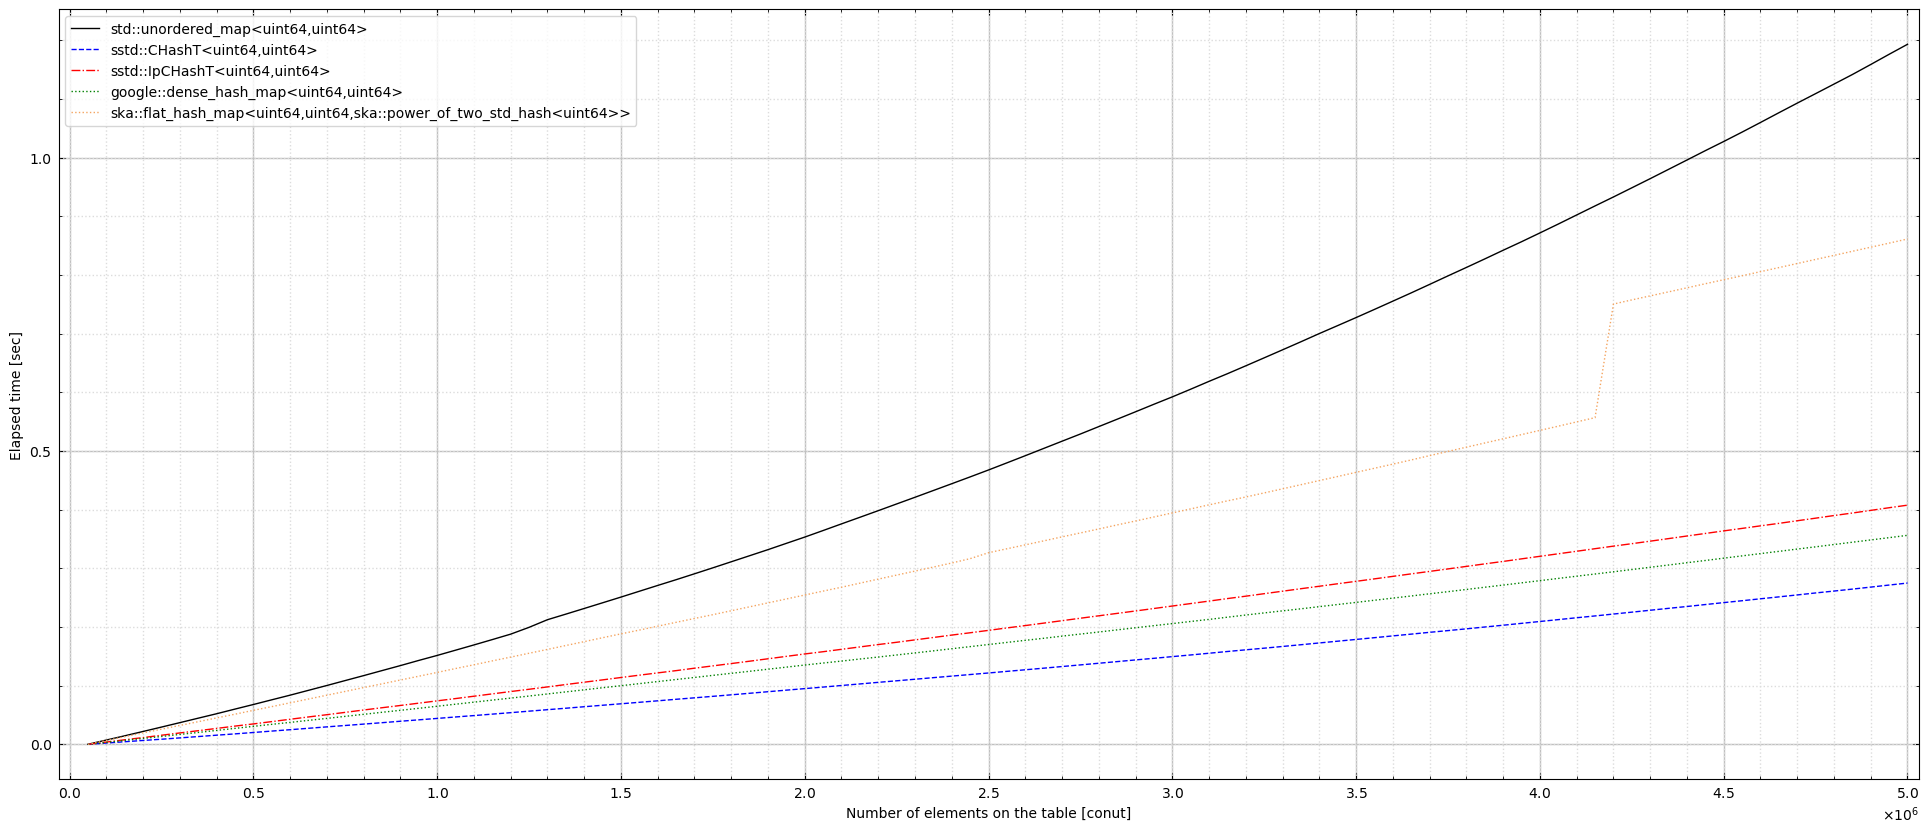 std::unordered_map<uint64,uint64>
sstd::CHashT<uint64,uint64>
sstd::IpCHashT<uint64,uint64>
google::dense_hash_map<uint64,uint64>
ska::flat_hash_map<uint64,uint64,ska::power_of_two_std_hash<uint64>>
1.0
0.5
0.0
Elapsed time [sec]
0.0 0.5 1.0 1.5 2.0 2.5 3.0 3.5 4.0 4.5 5.0
Number of elements on the table [conut]
×10⁶